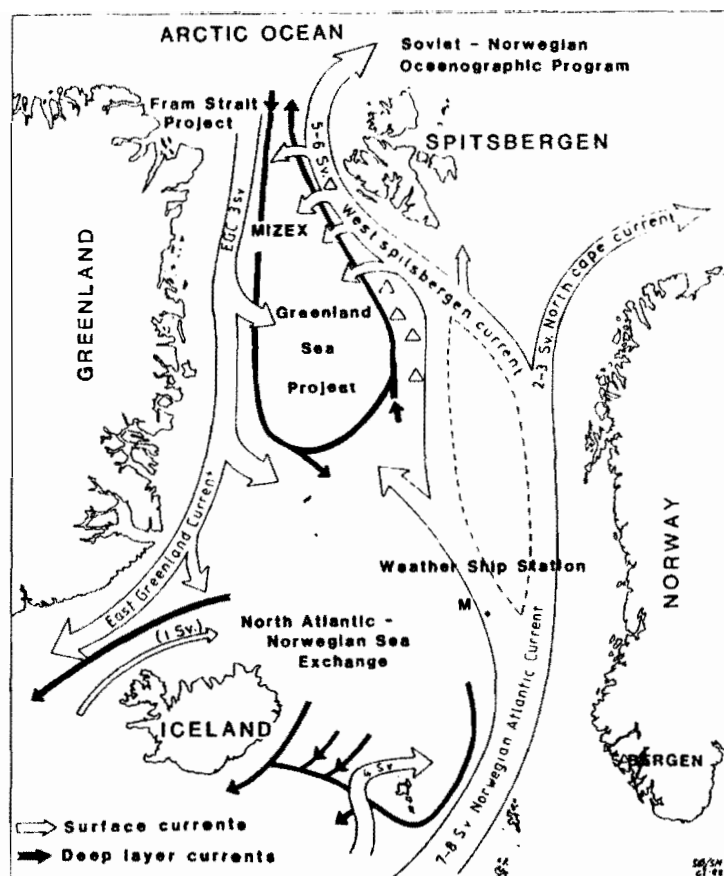 ARCTIC OCEAN
Soviet - Norwegian
Oceanographic Program
Fram Strait
Project
SPITSBERGEN
5-6 Sv.
EGC 3 Sv
MIZEX
West Spitsbergen current
2-3 Sv. North cape current
GREENLAND
Greenland
Sea
Project
NORWAY
East Greenland Current
Weather Ship Station
M
(1 Sv.)
North Atlantic -
Norwegian Sea
Exchange
ICELAND
4 Sv
7-8 Sv Norwegian Atlantic Current
BERGEN
Surface currents
Deep layer currents